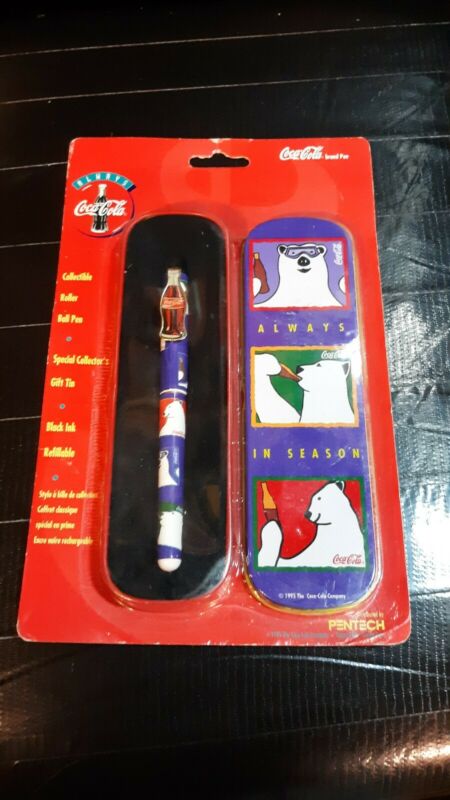 ALWAYS
Coca-Cola
Coca-Cola brand Pen
Collectible
Roller
Ball Pen
Special Collector's
Gift Tin
Black Ink
Refillable
Style à bille de collection
Coffret classique
spécial en prime
Encre noire rechargeable
Coca-Cola
ALWAYS
Coca-Cola
IN SEASON
Coca-Cola
© 1995 The Coca-Cola Company
PENTECH